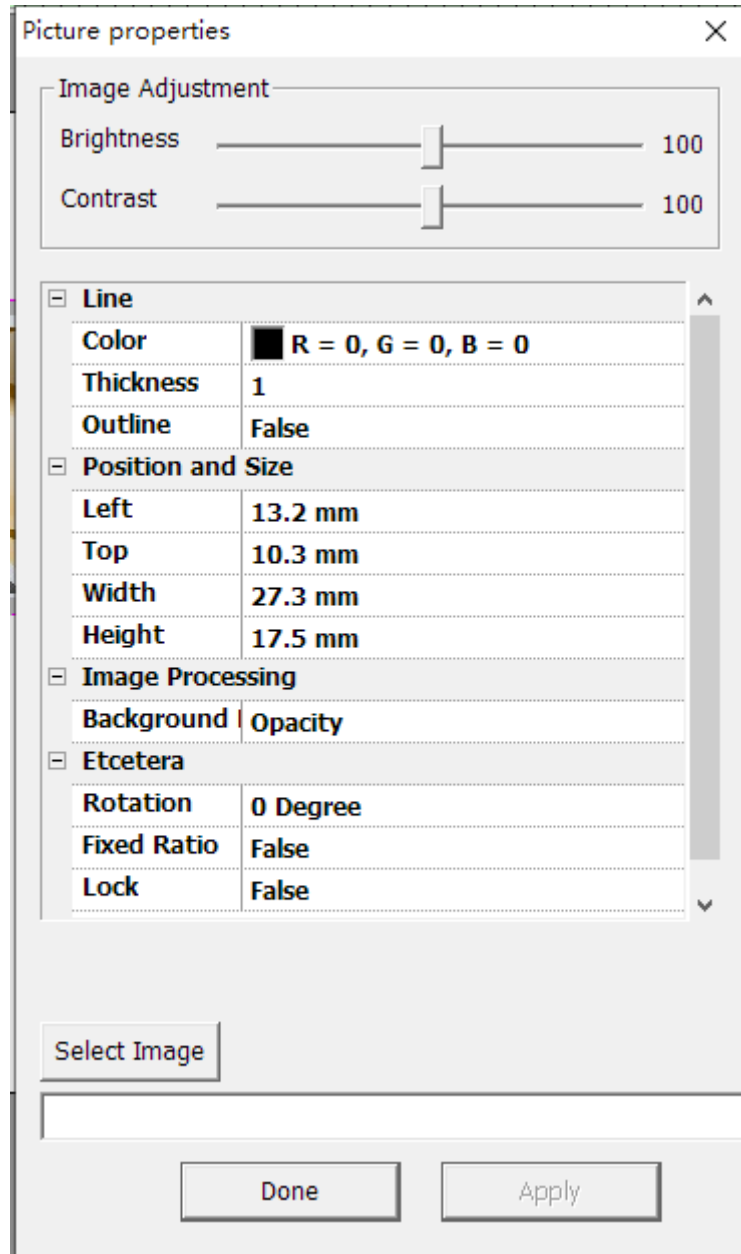 Picture properties
Image Adjustment
Brightness 100
Contrast 100
Line
Color R = 0, G = 0, B = 0
Thickness 1
Outline False
Position and Size
Left 13.2 mm
Top 10.3 mm
Width 27.3 mm
Height 17.5 mm
Image Processing
Background Opacity
Etcetera
Rotation 0 Degree
Fixed Ratio False
Lock False
Select Image
Done Apply